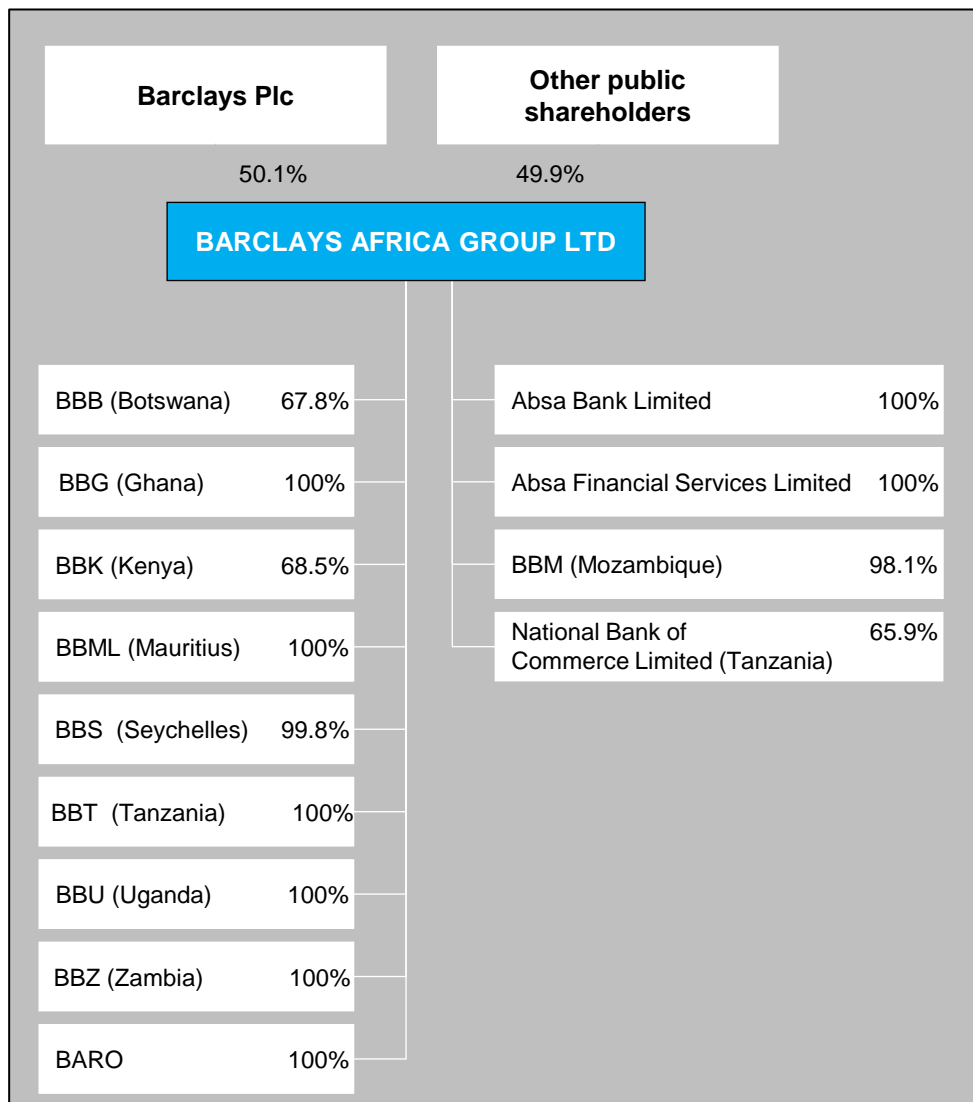 Barclays Plc
Other public
shareholders
50.1%
49.9%
BARCLAYS AFRICA GROUP LTD
BBB (Botswana) 67.8%
BBG (Ghana) 100%
BBK (Kenya) 68.5%
BBML (Mauritius) 100%
BBS (Seychelles) 99.8%
BBT (Tanzania) 100%
BBU (Uganda) 100%
BBZ (Zambia) 100%
BARO 100%
Absa Bank Limited 100%
Absa Financial Services Limited 100%
BBM (Mozambique) 98.1%
National Bank of 65.9%
Commerce Limited (Tanzania)